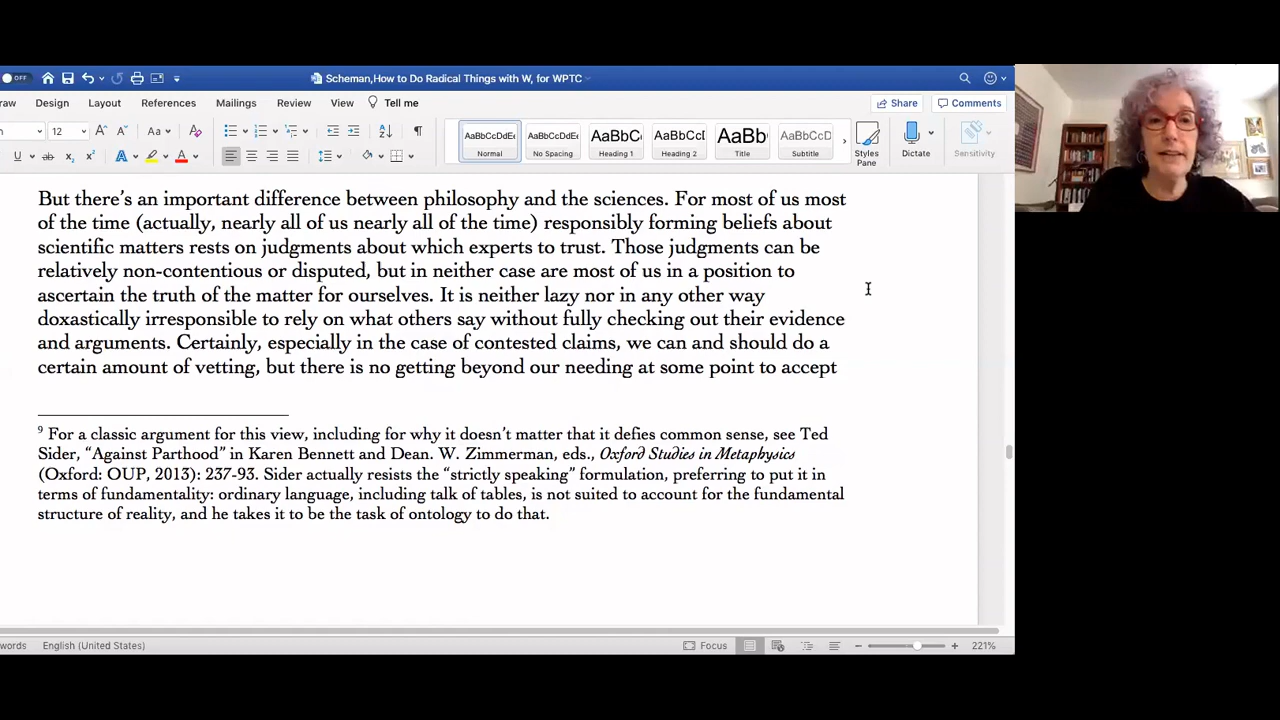 OFF
Scheman,How to Do Radical Things with W, for WPTC
raw Design Layout References Mailings Review View Tell me Share Comments
12 Aa
U ab x₂ x² A A
AaBbCcDdEe AaBbCcDdEe AaBbC AaBbCcD AaBb AaBbCcD
Normal No Spacing Heading 1 Heading 2 Title Subtitle Styles Pane Dictate Sensitivity
But there's an important difference between philosophy and the sciences. For most of us most
of the time (actually, nearly all of us nearly all of the time) responsibly forming beliefs about
scientific matters rests on judgments about which experts to trust. Those judgments can be
relatively non-contentious or disputed, but in neither case are most of us in a position to
ascertain the truth of the matter for ourselves. It is neither lazy nor in any other way
doxastically irresponsible to rely on what others say without fully checking out their evidence
and arguments. Certainly, especially in the case of contested claims, we can and should do a
certain amount of vetting, but there is no getting beyond our needing at some point to accept
9 For a classic argument for this view, including for why it doesn't matter that it defies common sense, see Ted
Sider, "Against Parthood" in Karen Bennett and Dean. W. Zimmerman, eds., Oxford Studies in Metaphysics
(Oxford: OUP, 2013): 237-93. Sider actually resists the "strictly speaking" formulation, preferring to put it in
terms of fundamentality: ordinary language, including talk of tables, is not suited to account for the fundamental
structure of reality, and he takes it to be the task of ontology to do that.
words English (United States) Focus 221%